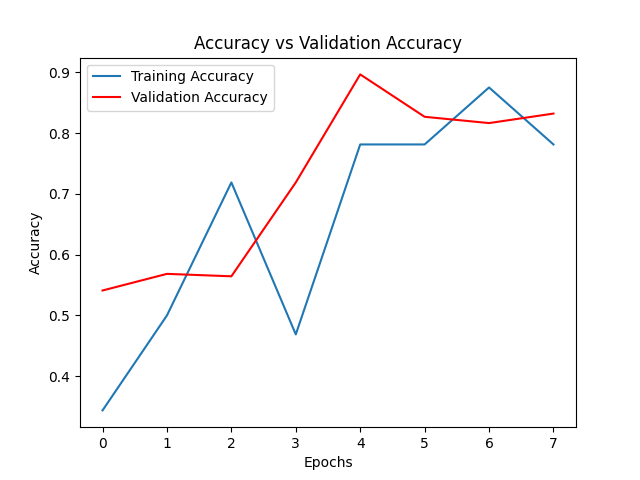 Accuracy vs Validation Accuracy
Training Accuracy
Validation Accuracy
0.9
0.8
0.7
0.6
0.5
0.4
Accuracy
0 1 2 3 4 5 6 7
Epochs